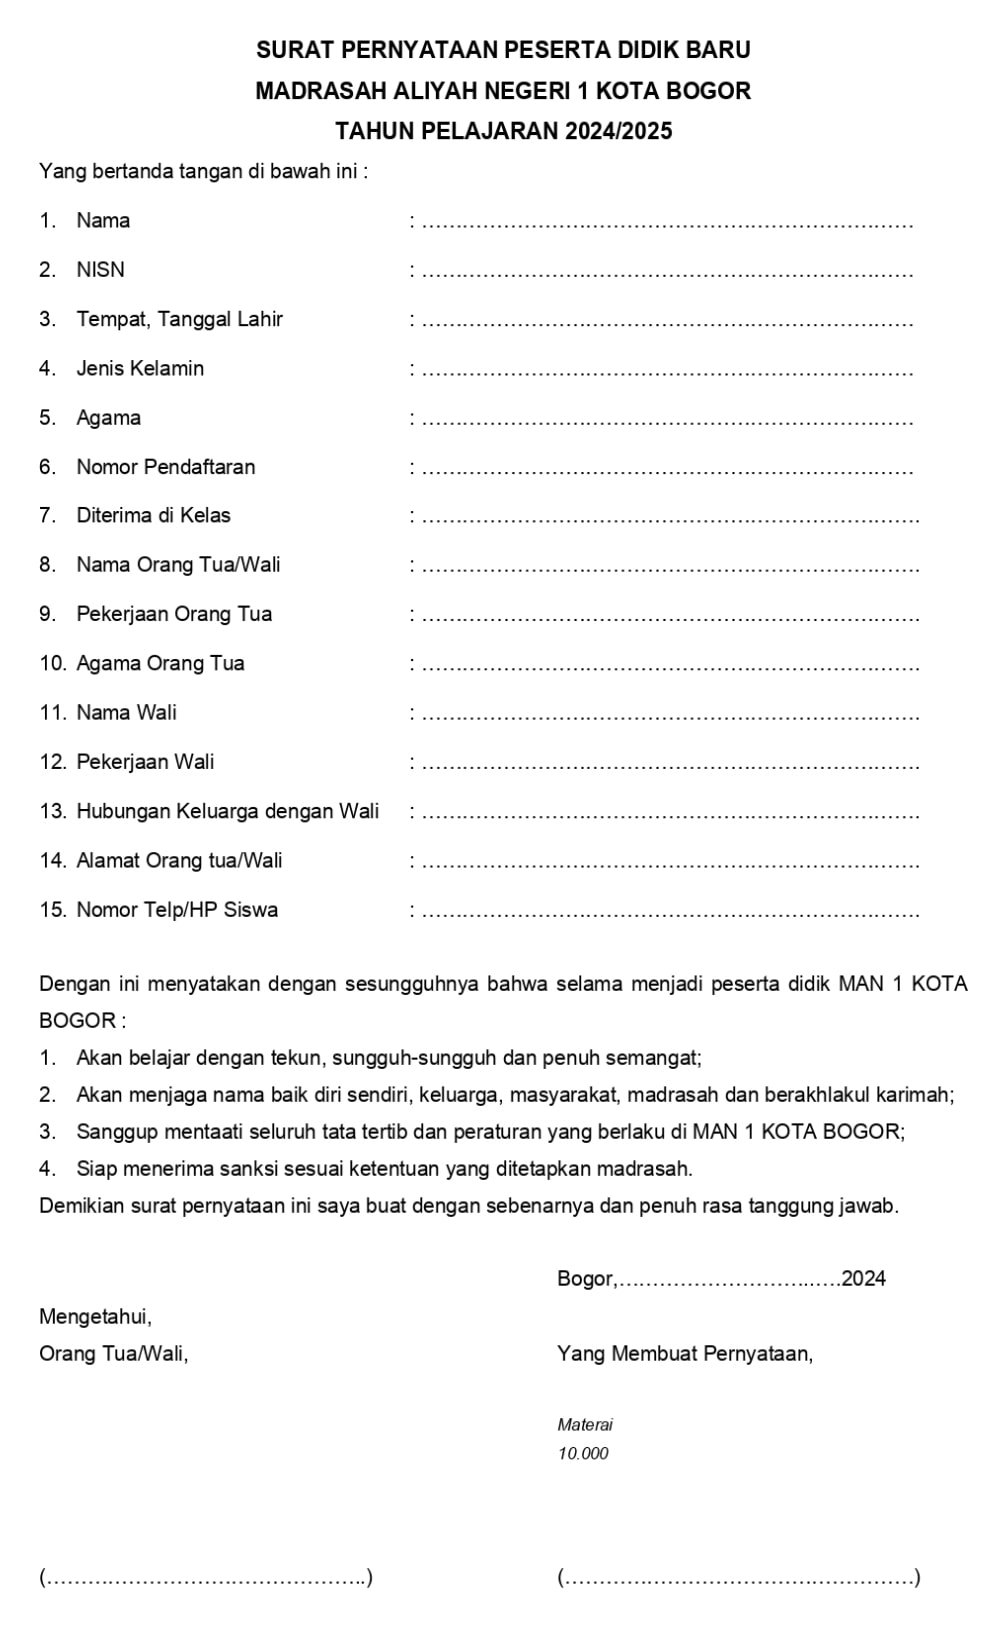 SURAT PERNYATAAN PESERTA DIDIK BARU
MADRASAH ALIYAH NEGERI 1 KOTA BOGOR
TAHUN PELAJARAN 2024/2025
Yang bertanda tangan di bawah ini :
1. Nama : ........................................................................
2. NISN : ........................................................................
3. Tempat, Tanggal Lahir : ........................................................................
4. Jenis Kelamin : ........................................................................
5. Agama : ........................................................................
6. Nomor Pendaftaran : ........................................................................
7. Diterima di Kelas : .........................................................................
8. Nama Orang Tua/Wali : .........................................................................
9. Pekerjaan Orang Tua : .........................................................................
10. Agama Orang Tua : .........................................................................
11. Nama Wali : .........................................................................
12. Pekerjaan Wali : .........................................................................
13. Hubungan Keluarga dengan Wali : .........................................................................
14. Alamat Orang tua/Wali : .........................................................................
15. Nomor Telp/HP Siswa : .........................................................................
Dengan ini menyatakan dengan sesungguhnya bahwa selama menjadi peserta didik MAN 1 KOTA
BOGOR :
1. Akan belajar dengan tekun, sungguh-sungguh dan penuh semangat;
2. Akan menjaga nama baik diri sendiri, keluarga, masyarakat, madrasah dan berakhlakul karimah;
3. Sanggup mentaati seluruh tata tertib dan peraturan yang berlaku di MAN 1 KOTA BOGOR;
4. Siap menerima sanksi sesuai ketentuan yang ditetapkan madrasah.
Demikian surat pernyataan ini saya buat dengan sebenarnya dan penuh rasa tanggung jawab.
Bogor,.................................2024
Mengetahui,
Orang Tua/Wali, Yang Membuat Pernyataan,
Materai
10.000
(...............................................) (...................................................)